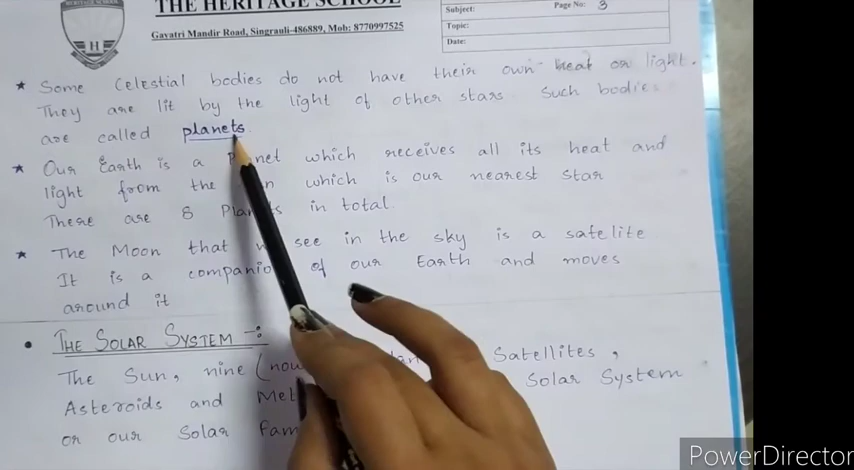 THE HERITAGE SCHOOL
Gayatri Mandir Road, Singrauli-486889, Mob: 8770997525
Subject: Page No: 3
Topic:
Date:
H
★ Some Celestial bodies do not have their own heat or light.
They are lit by the light of other stars. Such bodies
are called planets.
★ Our Earth is a Planet which receives all its heat and
light from the which is our nearest star
There are 8 Planets in total.
★ The Moon that see in the sky is a satelite
It is a companion of our Earth and moves
around it
• THE SOLAR SYSTEM -:
The Sun, nine (now Satellites,
Asteroids and Solar System
or our Solar
PowerDirector